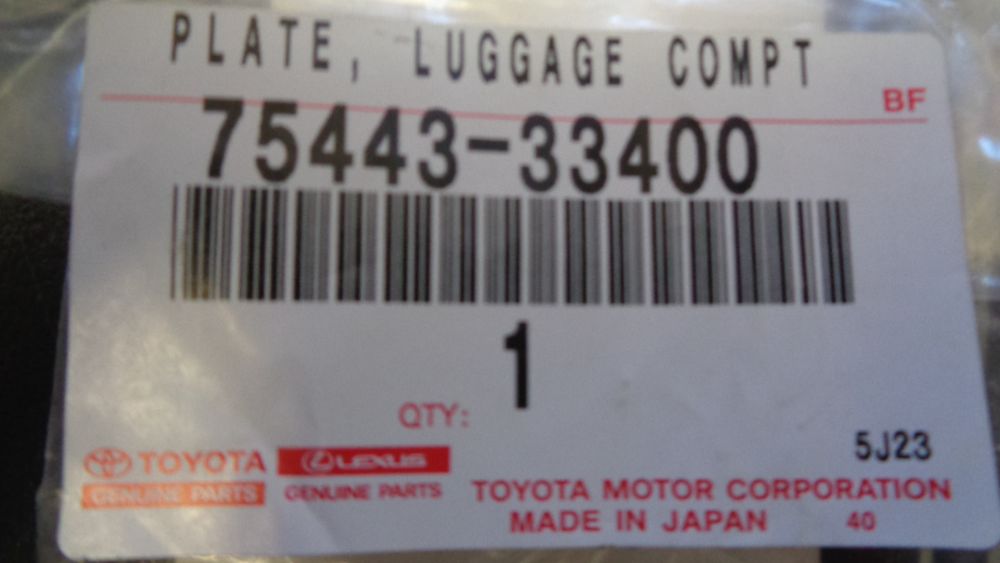 PLATE, LUGGAGE COMPT
BF
75443-33400
1
QTY:
5J23
TOYOTA LEXUS
GENUINE PARTS GENUINE PARTS
TOYOTA MOTOR CORPORATION
MADE IN JAPAN 40